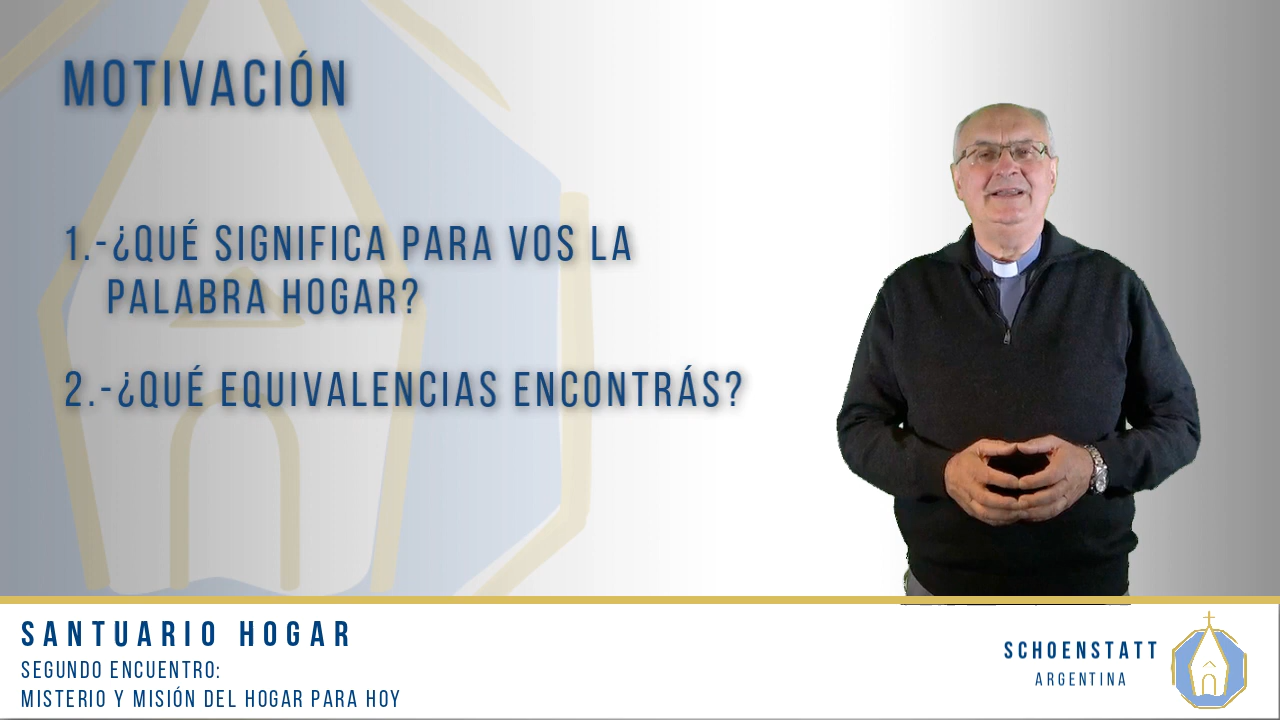 MOTIVACIÓN
1.-¿QUÉ SIGNIFICA PARA VOS LA
PALABRA HOGAR?
2.-¿QUÉ EQUIVALENCIAS ENCONTRÁS?
SANTUARIO HOGAR
SEGUNDO ENCUENTRO:
MISTERIO Y MISIÓN DEL HOGAR PARA HOY
SCHOENSTATT
ARGENTINA